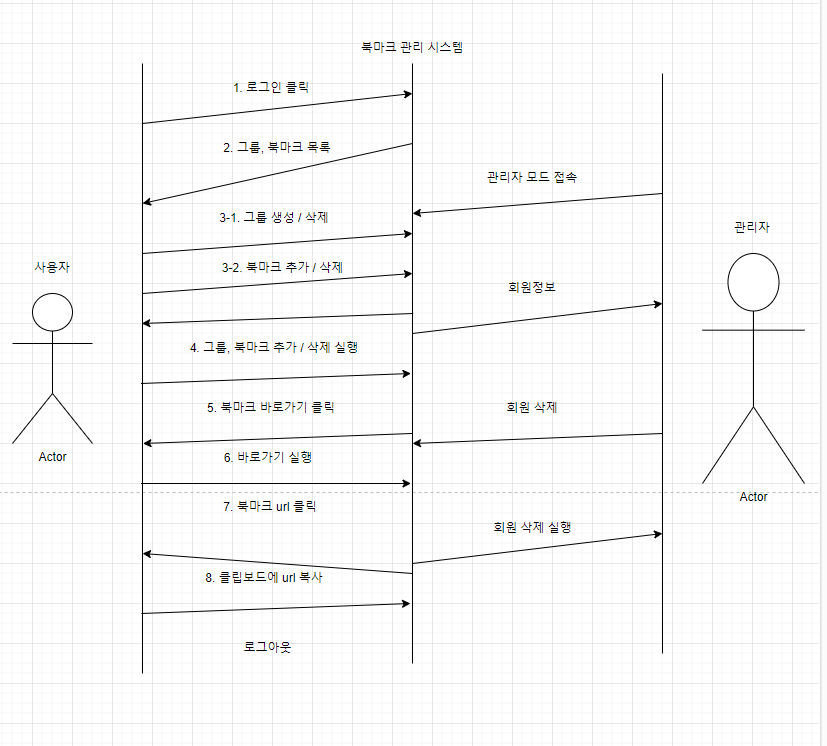 북마크 관리 시스템
1. 로그인 클릭
2. 그룹, 북마크 목록
관리자 모드 접속
3-1. 그룹 생성 / 삭제
관리자
사용자
3-2. 북마크 추가 / 삭제
회원정보
4. 그룹, 북마크 추가 / 삭제 실행
5. 북마크 바로가기 클릭
회원 삭제
Actor
6. 바로가기 실행
Actor
7. 북마크 url 클릭
회원 삭제 실행
8. 클립보드에 url 복사
로그아웃